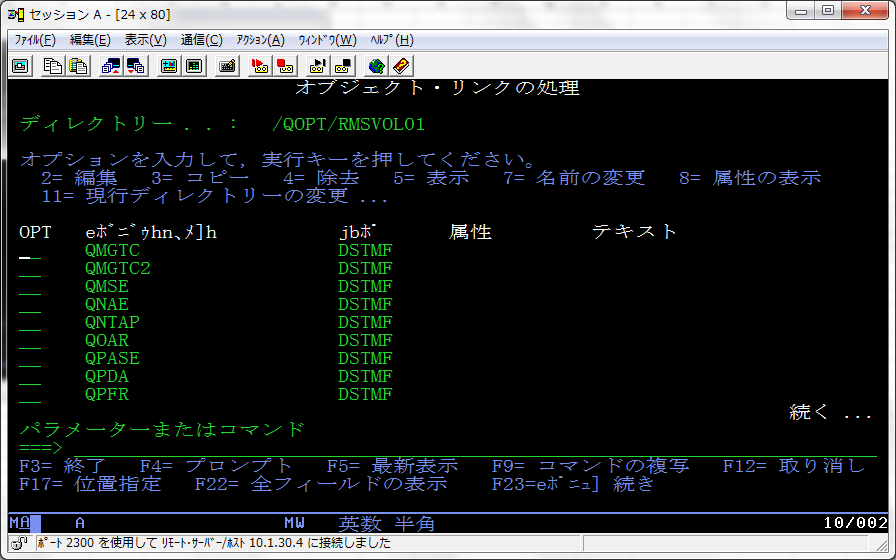 セッション A - [24 x 80]
ﾌｧｲﾙ(F) 編集(E) 表示(V) 通信(C) ｱｸｼｮﾝ(A) ｳｨﾝﾄﾞｳ(W) ﾍﾙﾌﾟ(H)
オブジェクト・リンクの処理
ディレクトリー . . : /QOPT/RMSVOL01
オプションを入力して, 実行キーを押してください。
2= 編集 3= コピー 4= 除去 5= 表示 7= 名前の変更 8= 属性の表示
11= 現行ディレクトリーの変更 ...
OPT eﾎﾞﾆﾞｩhn､ﾒ]h jbﾎﾞ 属性 テキスト
__ QMGTC DSTMF
__ QMGTC2 DSTMF
__ QMSE DSTMF
__ QNAE DSTMF
__ QNTAP DSTMF
__ QOAR DSTMF
__ QPASE DSTMF
__ QPDA DSTMF
__ QPFR DSTMF
続く ...
パラメーターまたはコマンド
===>
F3= 終了 F4= プロンプト F5= 最新表示 F9= コマンドの複写 F12= 取り消し
F17= 位置指定 F22= 全フィールドの表示 F23=eﾎﾞﾆｭ] 続き
MA A MW 英数 半角 10/002
ﾎﾟｰﾄ 2300 を使用して ﾘﾓｰﾄ･ｻｰﾊﾞｰ/ﾎｽﾄ 10.1.30.4 に接続しました